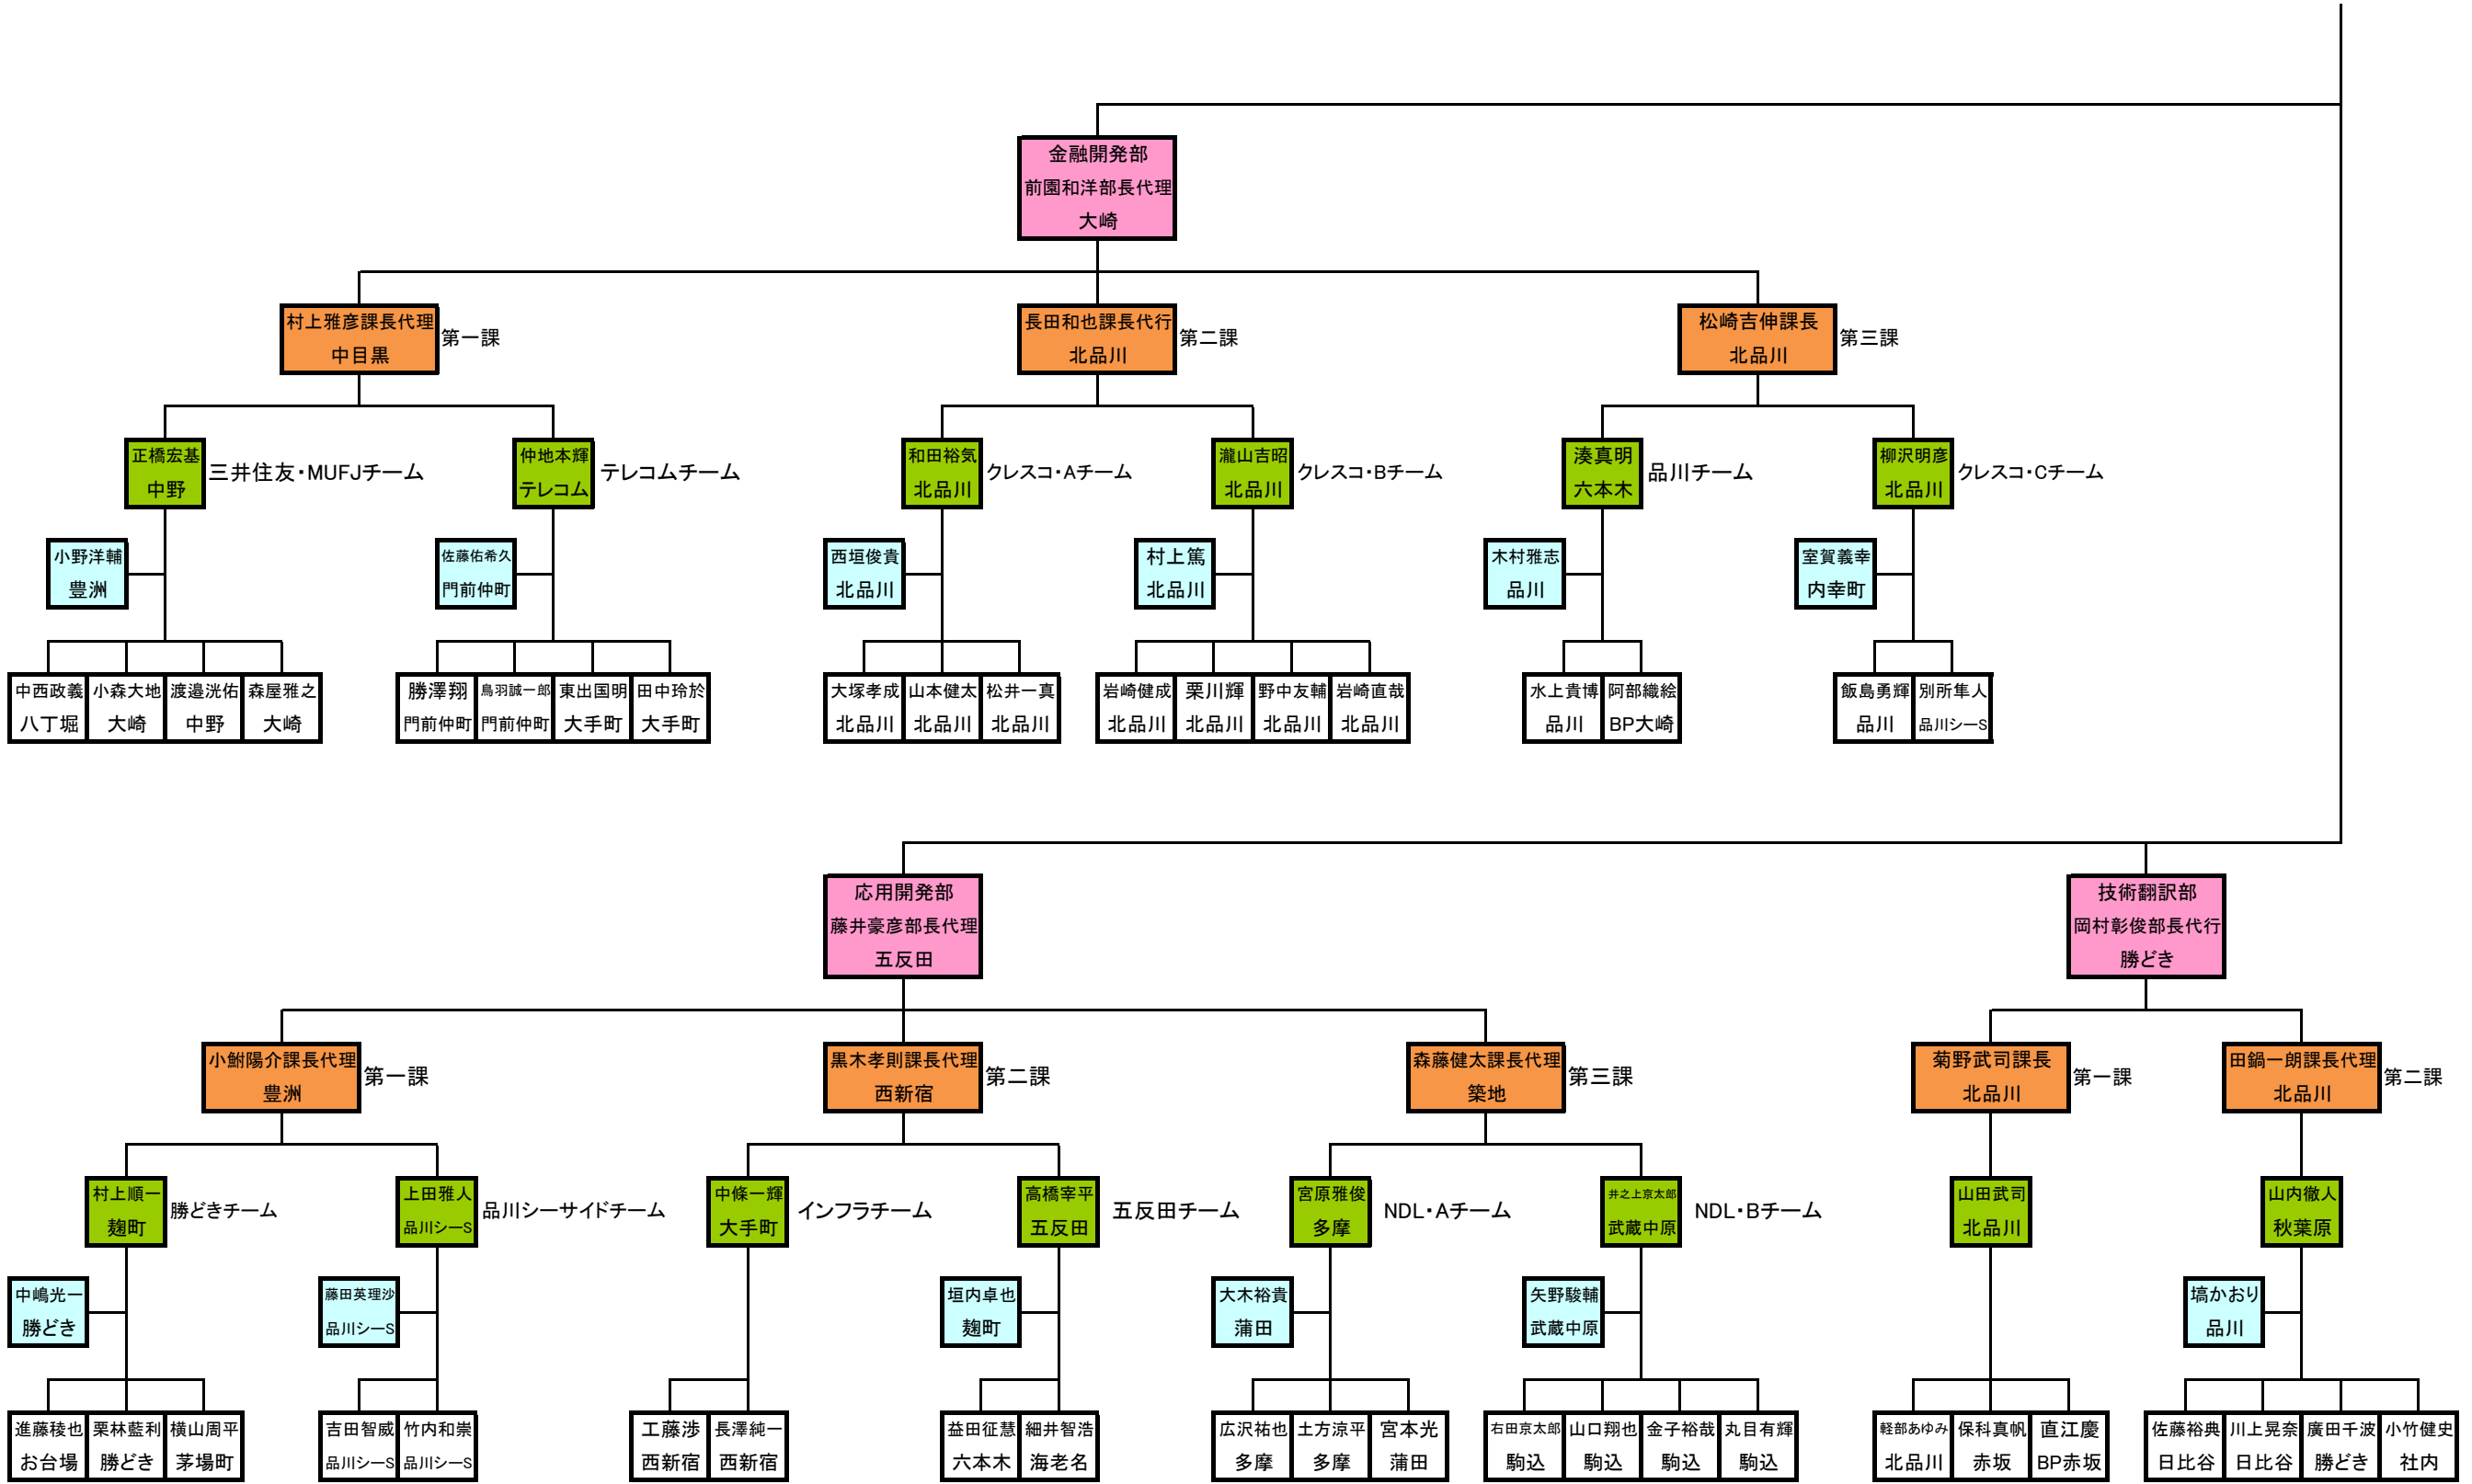 金融開発部
前園和洋部長代理
大崎
村上雅彦課長代理
中目黒
第一課
長田和也課長代行
北品川
第二課
松崎吉伸課長
北品川
第三課
正橋宏基
中野
三井住友・MUFJチーム
仲地本輝
テレコム
テレコムチーム
和田裕気
北品川
クレスコ・Aチーム
瀧山吉昭
北品川
クレスコ・Bチーム
湊真明
六本木
品川チーム
柳沢明彦
北品川
クレスコ・Cチーム
小野洋輔
豊洲
佐藤佑希久
門前仲町
西垣俊貴
北品川
村上篤
北品川
木村雅志
品川
室賀義幸
内幸町
中西政義
八丁堀
小森大地
大崎
渡邉洸佑
中野
森屋雅之
大崎
勝澤翔
門前仲町
鳥羽誠一郎
門前仲町
東出国明
大手町
田中玲於
大手町
大塚孝成
北品川
山本健太
北品川
松井一真
北品川
岩崎健成
北品川
栗川輝
北品川
野中友輔
北品川
岩崎直哉
北品川
水上貴博
品川
阿部織絵
BP大崎
飯島勇輝
品川
別所隼人
品川シーS
応用開発部
藤井豪彦部長代理
五反田
技術翻訳部
岡村彰俊部長代行
勝どき
小鮒陽介課長代理
豊洲
第一課
黒木孝則課長代理
西新宿
第二課
森藤健太課長代理
築地
第三課
菊野武司課長
北品川
第一課
田鍋一朗課長代理
北品川
第二課
村上順一
麹町
勝どきチーム
上田雅人
品川シーS
品川シーサイドチーム
中條一輝
大手町
インフラチーム
高橋宰平
五反田
五反田チーム
宮原雅俊
多摩
NDL・Aチーム
井之上京太郎
武蔵中原
NDL・Bチーム
山田武司
北品川
山内徹人
秋葉原
中嶋光一
勝どき
藤田英理沙
品川シーS
垣内卓也
麹町
大木裕貴
蒲田
矢野駿輔
武蔵中原
塙かおり
品川
進藤稜也
お台場
栗林藍利
勝どき
横山周平
茅場町
吉田智威
品川シーS
竹内和崇
品川シーS
工藤渉
西新宿
長澤純一
西新宿
益田征慧
六本木
細井智浩
海老名
広沢祐也
多摩
土方涼平
多摩
宮本光
蒲田
右田京太郎
駒込
山口翔也
駒込
金子裕哉
駒込
丸目有輝
駒込
軽部あゆみ
北品川
保科真帆
赤坂
直江慶
BP赤坂
佐藤裕典
日比谷
川上晃奈
日比谷
廣田千波
勝どき
小竹健史
社内